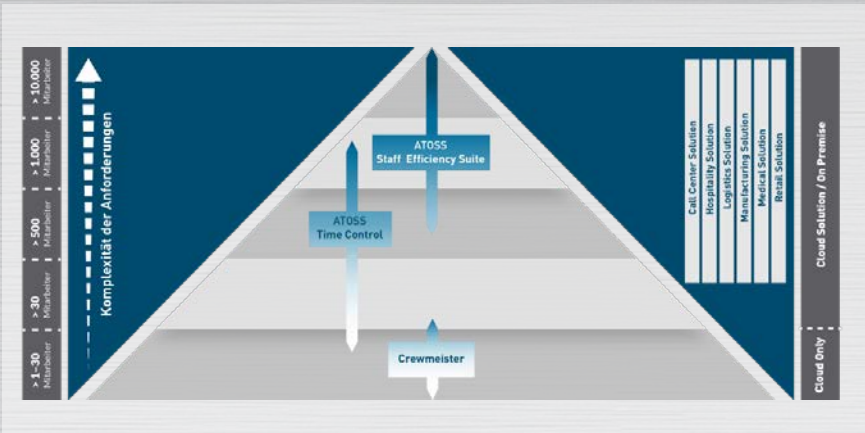 > 10.000
Mitarbeiter
> 1.000
Mitarbeiter
> 500
Mitarbeiter
> 30
Mitarbeiter
> 1–30
Mitarbeiter
Komplexität der Anforderungen
ATOSS
Staff Efficiency Suite
ATOSS
Time Control
Crewmeister
Call Center Solution
Hospitality Solution
Logistics Solution
Manufacturing Solution
Medical Solution
Retail Solution
Cloud Solution / On Premise
Cloud Only